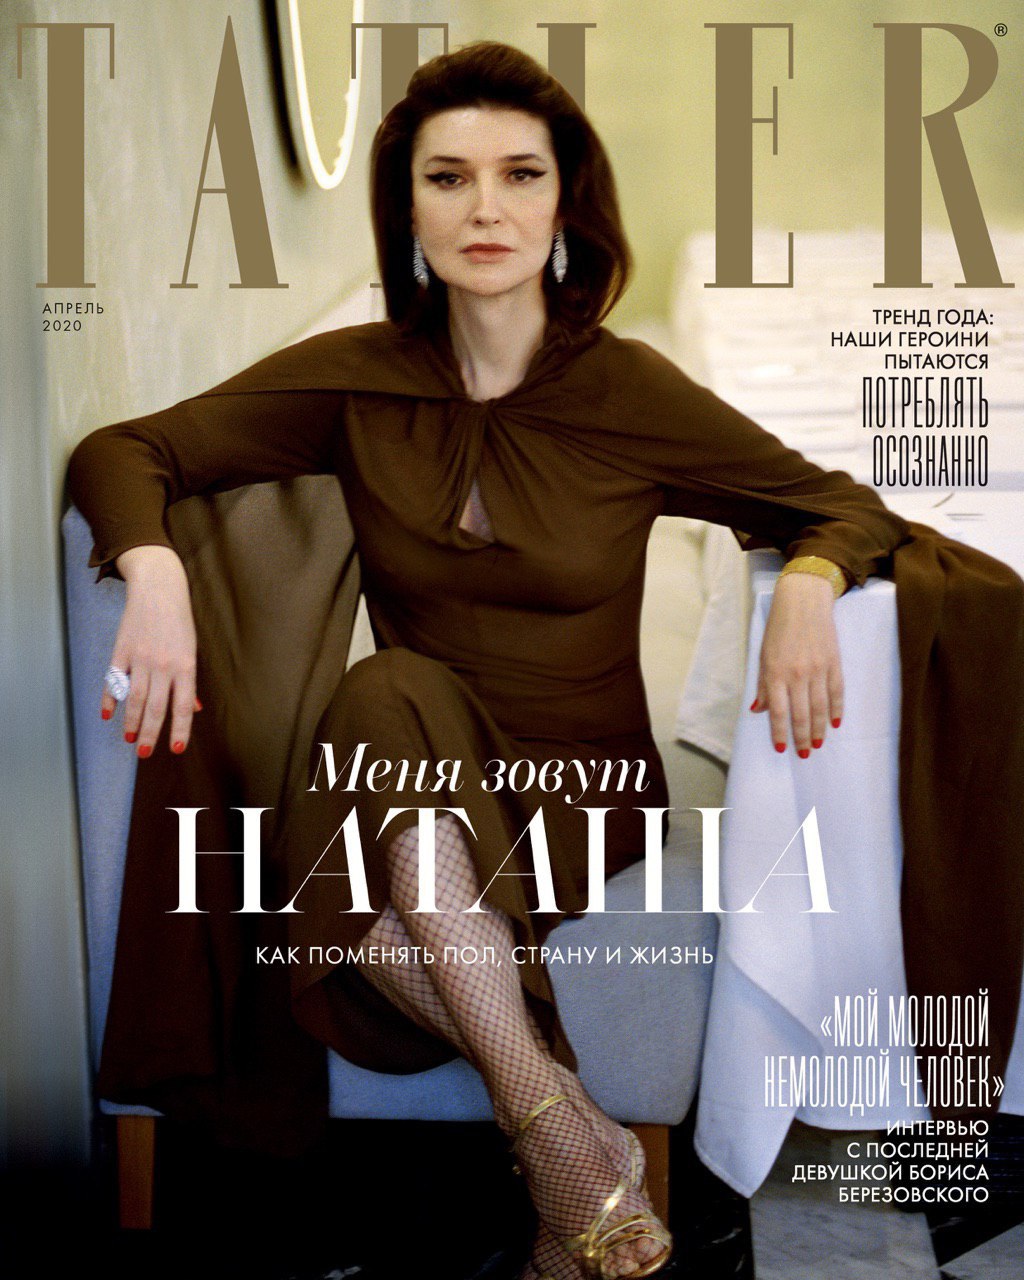 TATLER®
АПРЕЛЬ
2020
ТРЕНД ГОДА:
НАШИ ГЕРОИНИ
ПЫТАЮТСЯ
ПОТРЕБЛЯТЬ
ОСОЗНАННО
Меня зовут
НАТАША
КАК ПОМЕНЯТЬ ПОЛ, СТРАНУ И ЖИЗНЬ
«МОЙ МОЛОДОЙ
НЕМОЛОДОЙ ЧЕЛОВЕК»
ИНТЕРВЬЮ
С ПОСЛЕДНЕЙ
ДЕВУШКОЙ БОРИСА
БЕРЕЗОВСКОГО